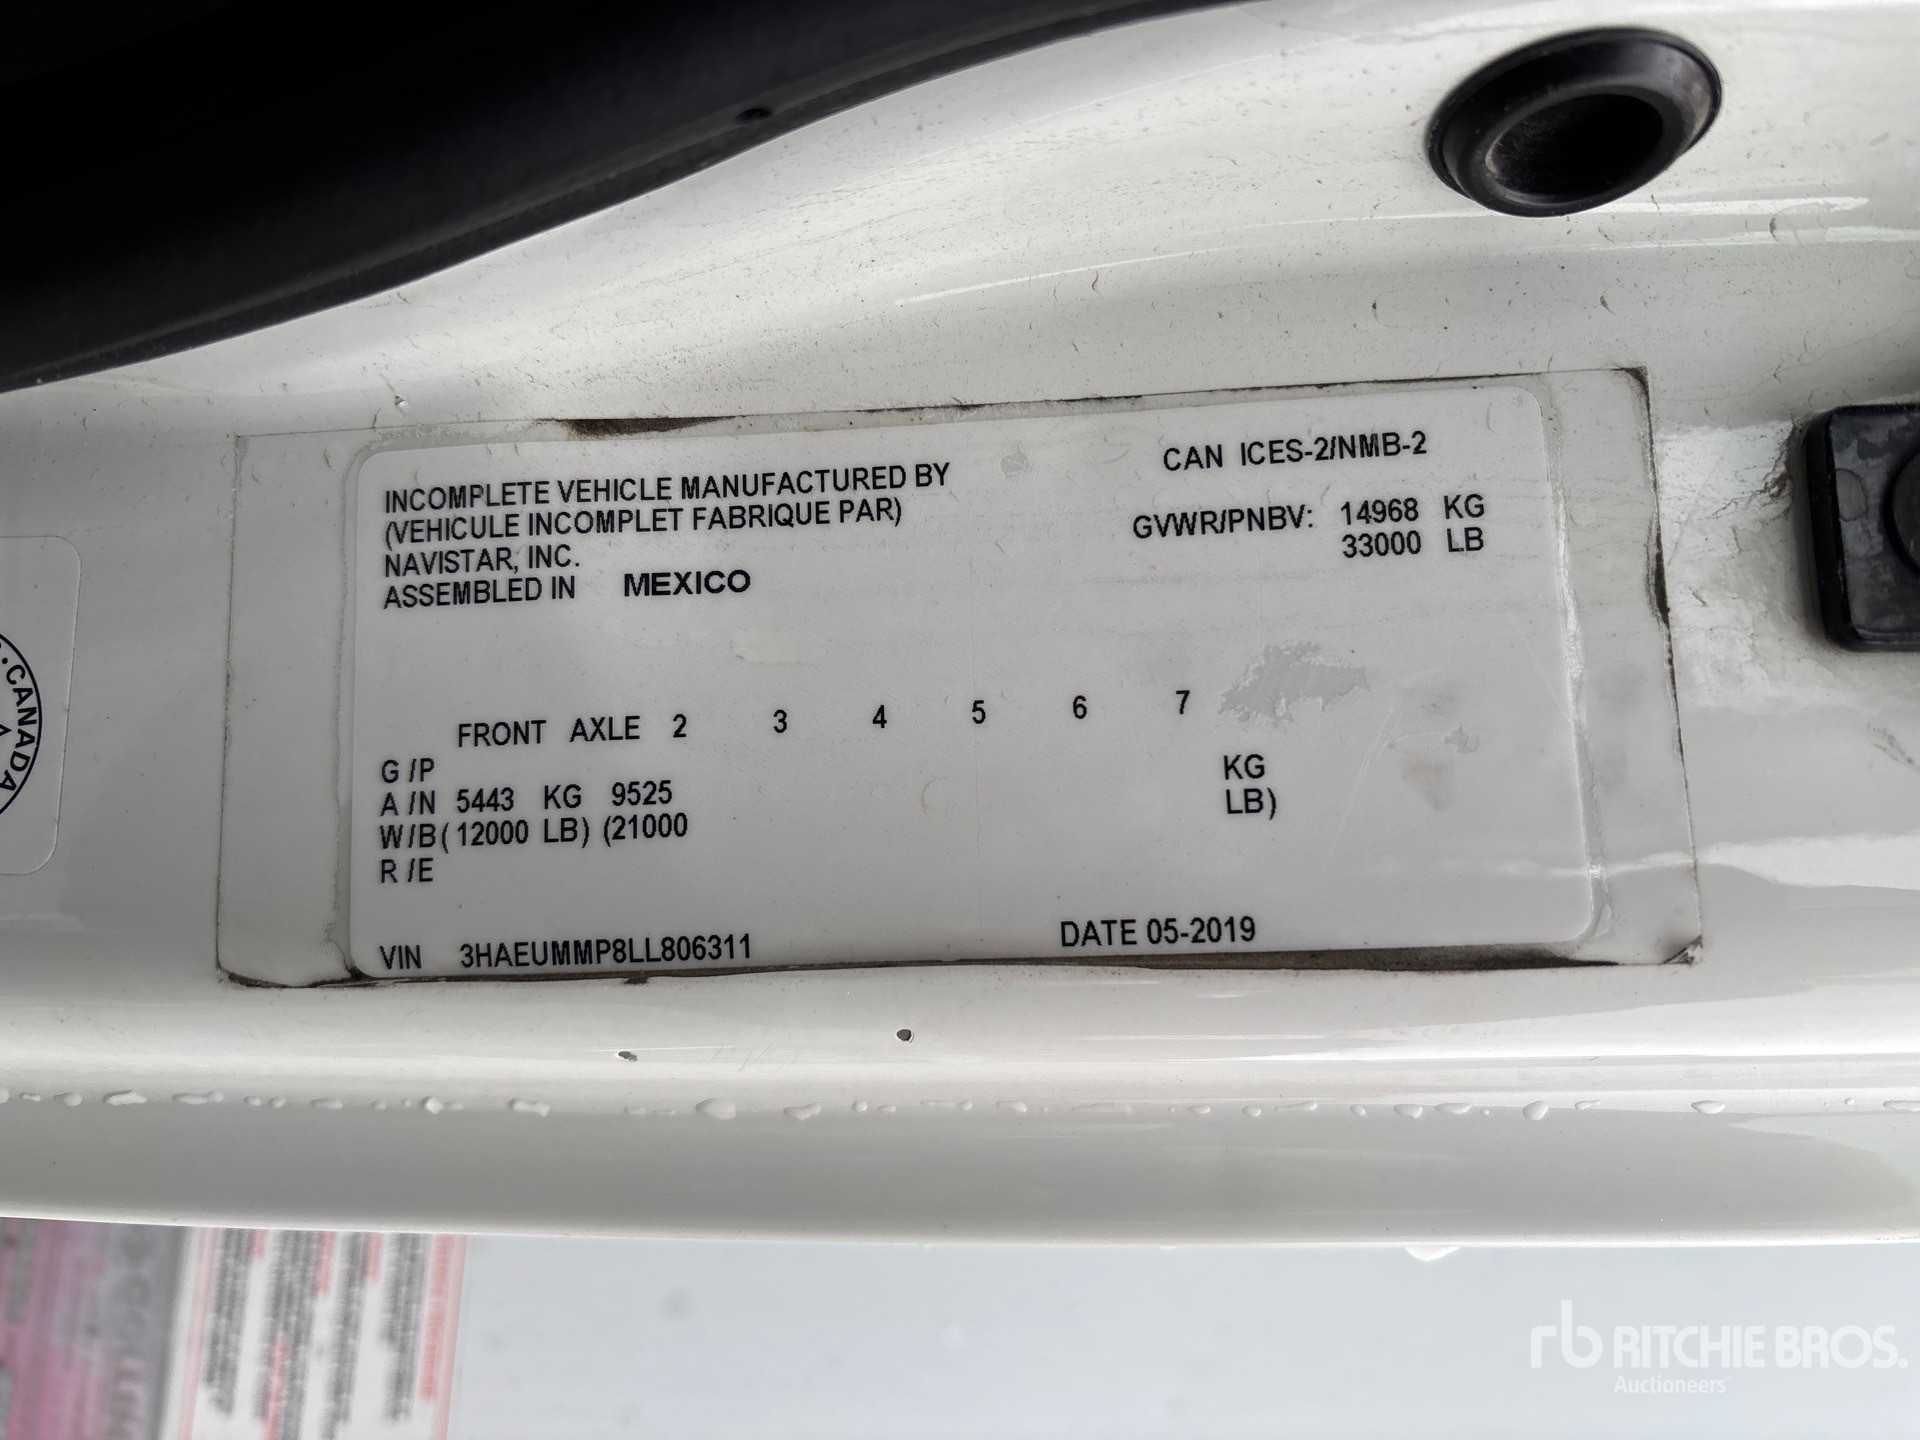 INCOMPLETE VEHICLE MANUFACTURED BY
(VEHICULE INCOMPLET FABRIQUE PAR)
NAVISTAR, INC.
ASSEMBLED IN MEXICO
CAN ICES-2/NMB-2
GVWR/PNBV: 14968 KG
33000 LB
FRONT AXLE 2 3 4 5 6 7
G /P
A /N 5443 KG 9525 KG
W/B ( 12000 LB) (21000 LB)
R /E
VIN 3HAEUMMP8LL806311
DATE 05-2019
CANADA
rb RITCHIE BROS.
Auctioneers